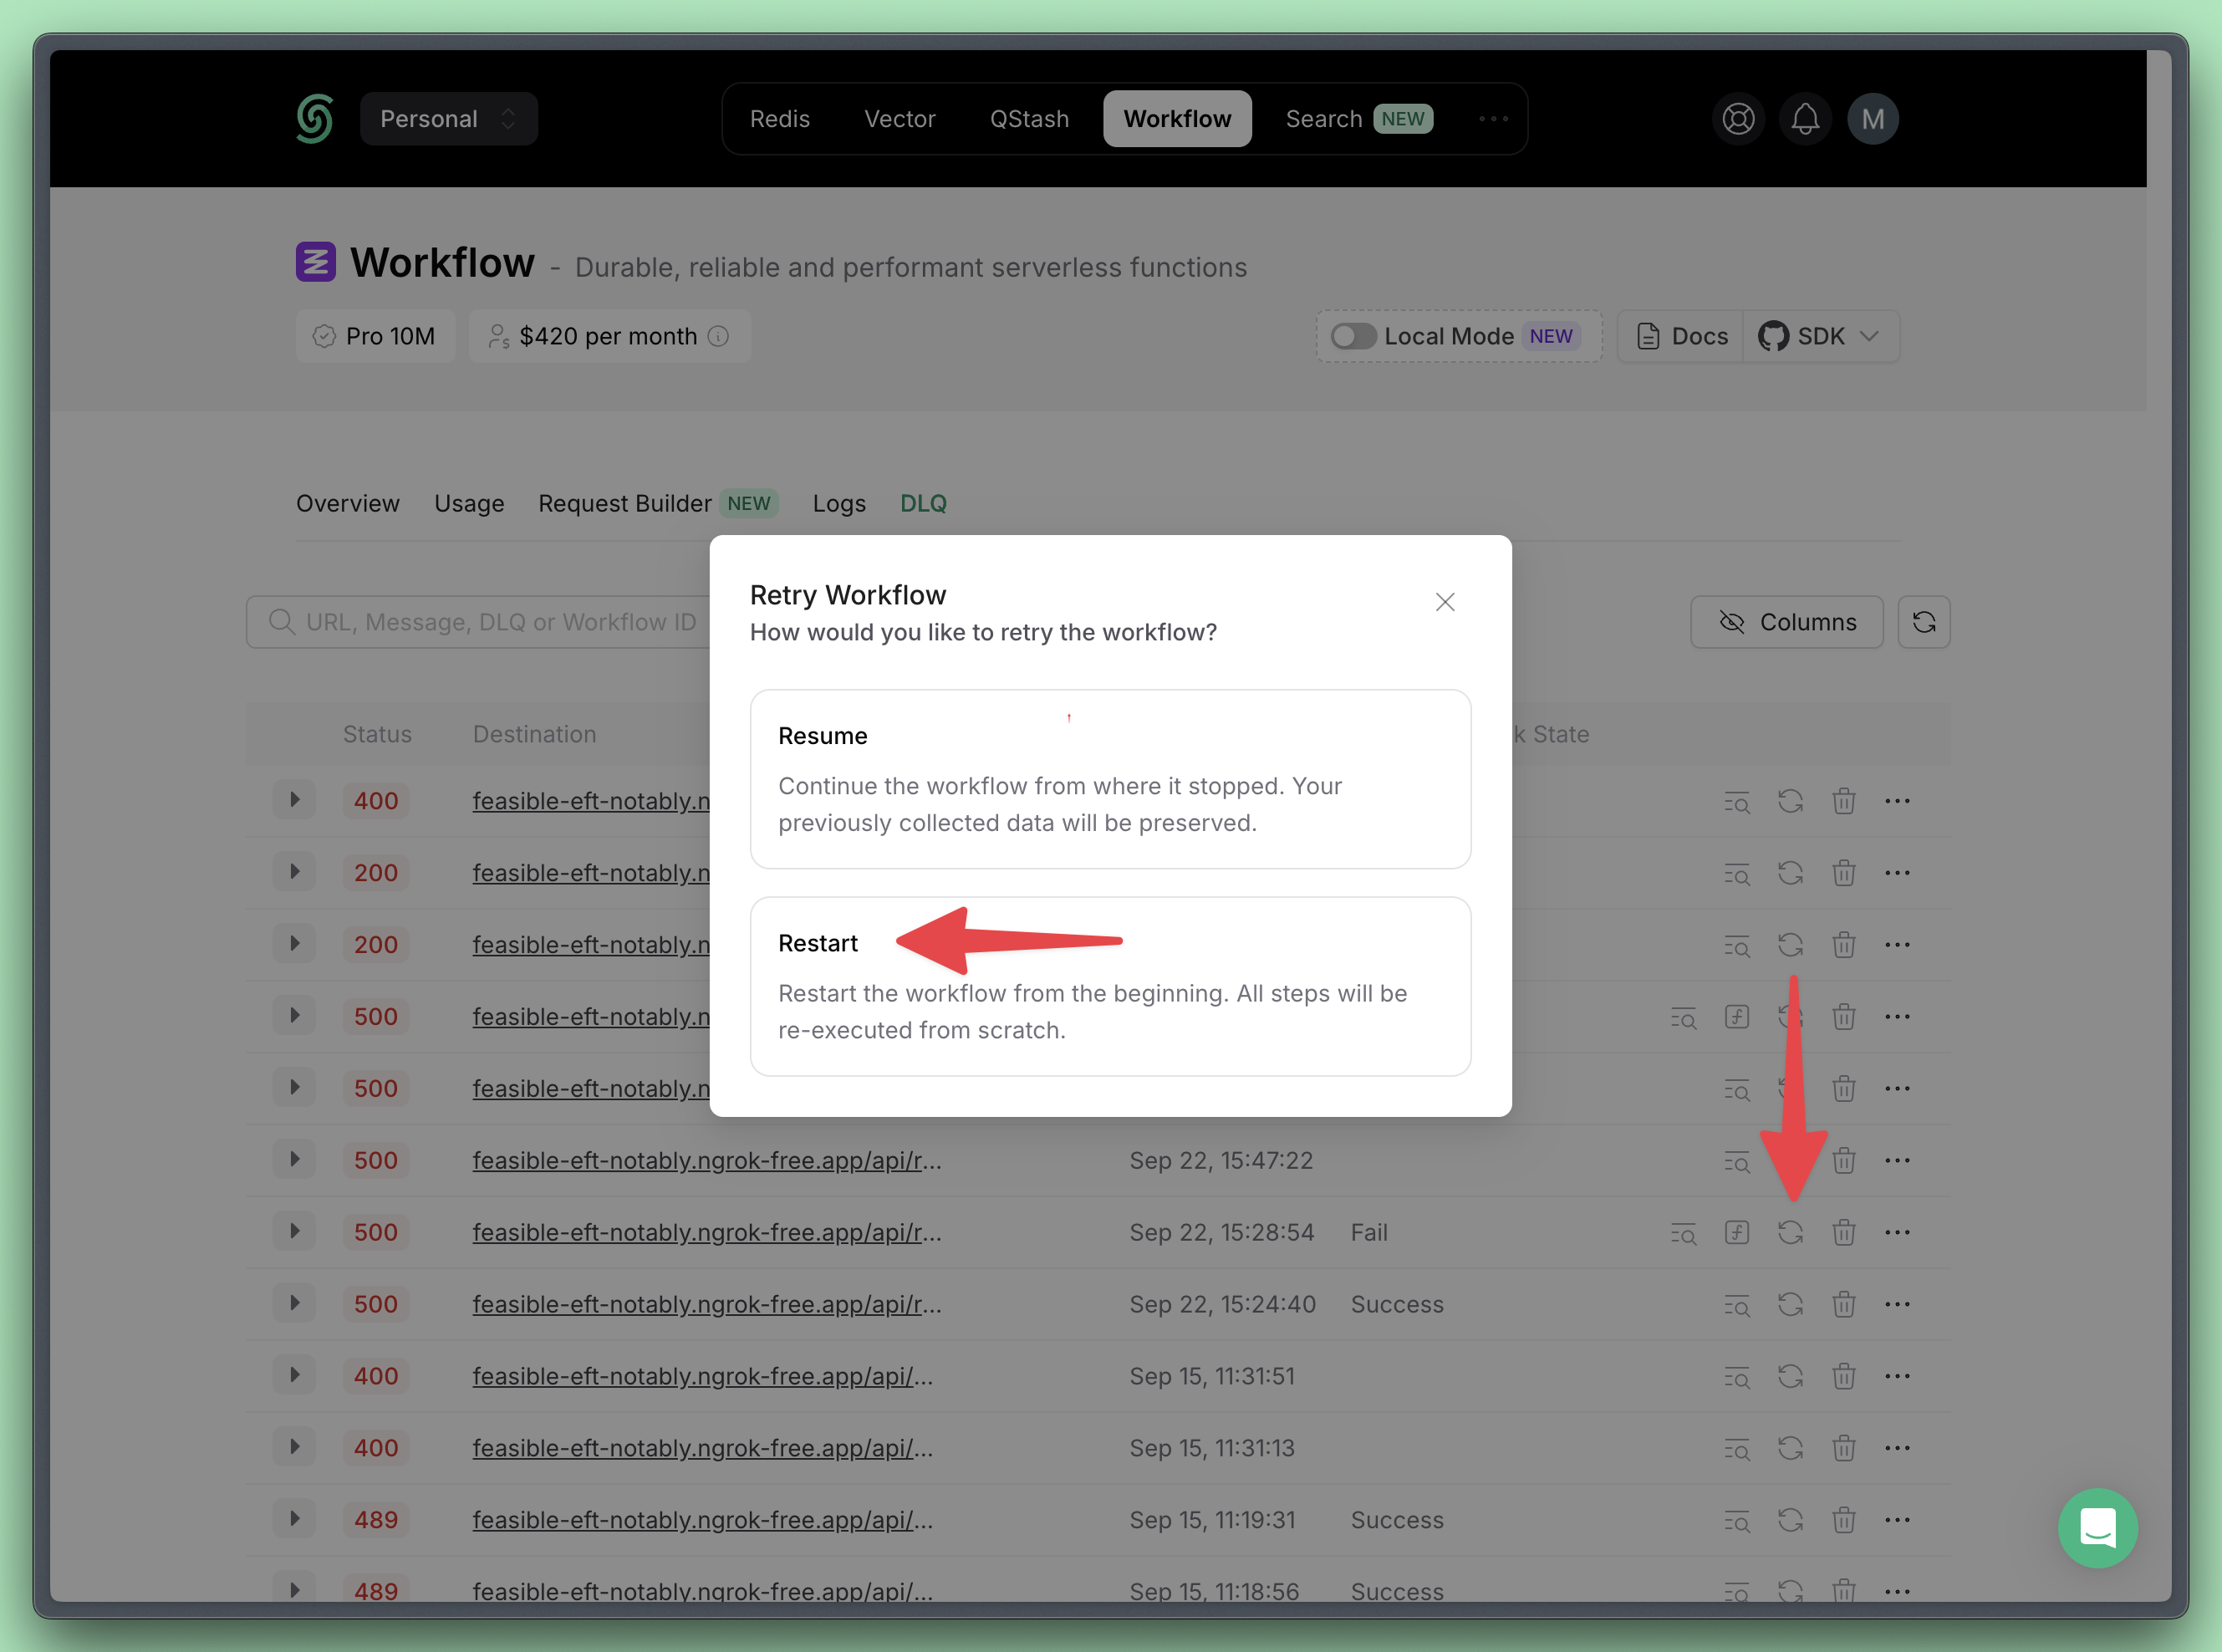 Personal
Redis Vector QStash Workflow Search NEW
M
Workflow - Durable, reliable and performant serverless functions
Pro 10M $420 per month Local Mode NEW Docs SDK
Overview Usage Request Builder NEW Logs DLQ
URL, Message, DLQ or Workflow ID Columns
Retry Workflow
How would you like to retry the workflow?
Resume
Continue the workflow from where it stopped. Your
previously collected data will be preserved.
Restart
Restart the workflow from the beginning. All steps will be
re-executed from scratch.
Status Destination k State
400 feasible-eft-notably.n
200 feasible-eft-notably.n
200 feasible-eft-notably.n
500 feasible-eft-notably.n
500 feasible-eft-notably.n
500 feasible-eft-notably.ngrok-free.app/api/r... Sep 22, 15:47:22
500 feasible-eft-notably.ngrok-free.app/api/r... Sep 22, 15:28:54 Fail
500 feasible-eft-notably.ngrok-free.app/api/r... Sep 22, 15:24:40 Success
400 feasible-eft-notably.ngrok-free.app/api/... Sep 15, 11:31:51
400 feasible-eft-notably.ngrok-free.app/api/... Sep 15, 11:31:13
489 feasible-eft-notably.ngrok-free.app/api/... Sep 15, 11:19:31 Success
489 feasible-eft-notably.ngrok-free.app/api/... Sep 15, 11:18:56 Success